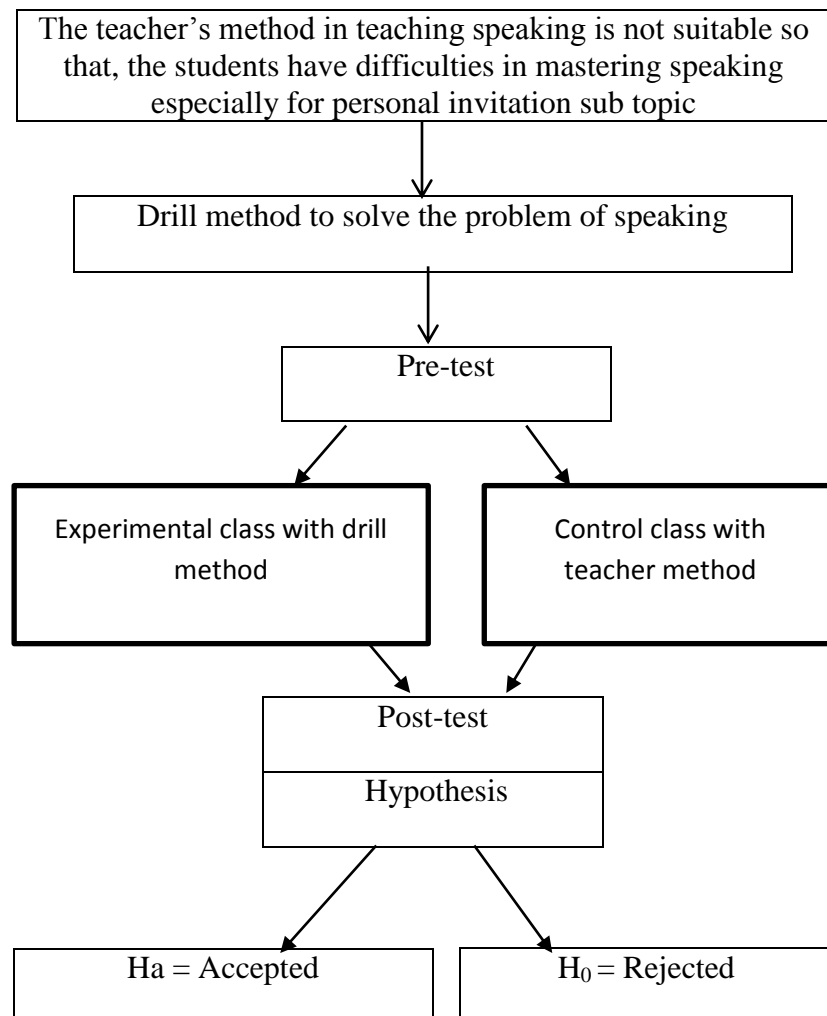 The teacher’s method in teaching speaking is not suitable so
that, the students have difficulties in mastering speaking
especially for personal invitation sub topic
Drill method to solve the problem of speaking
Pre-test
Experimental class with drill
method
Control class with
teacher method
Post-test
Hypothesis
Ha = Accepted
H₀ = Rejected